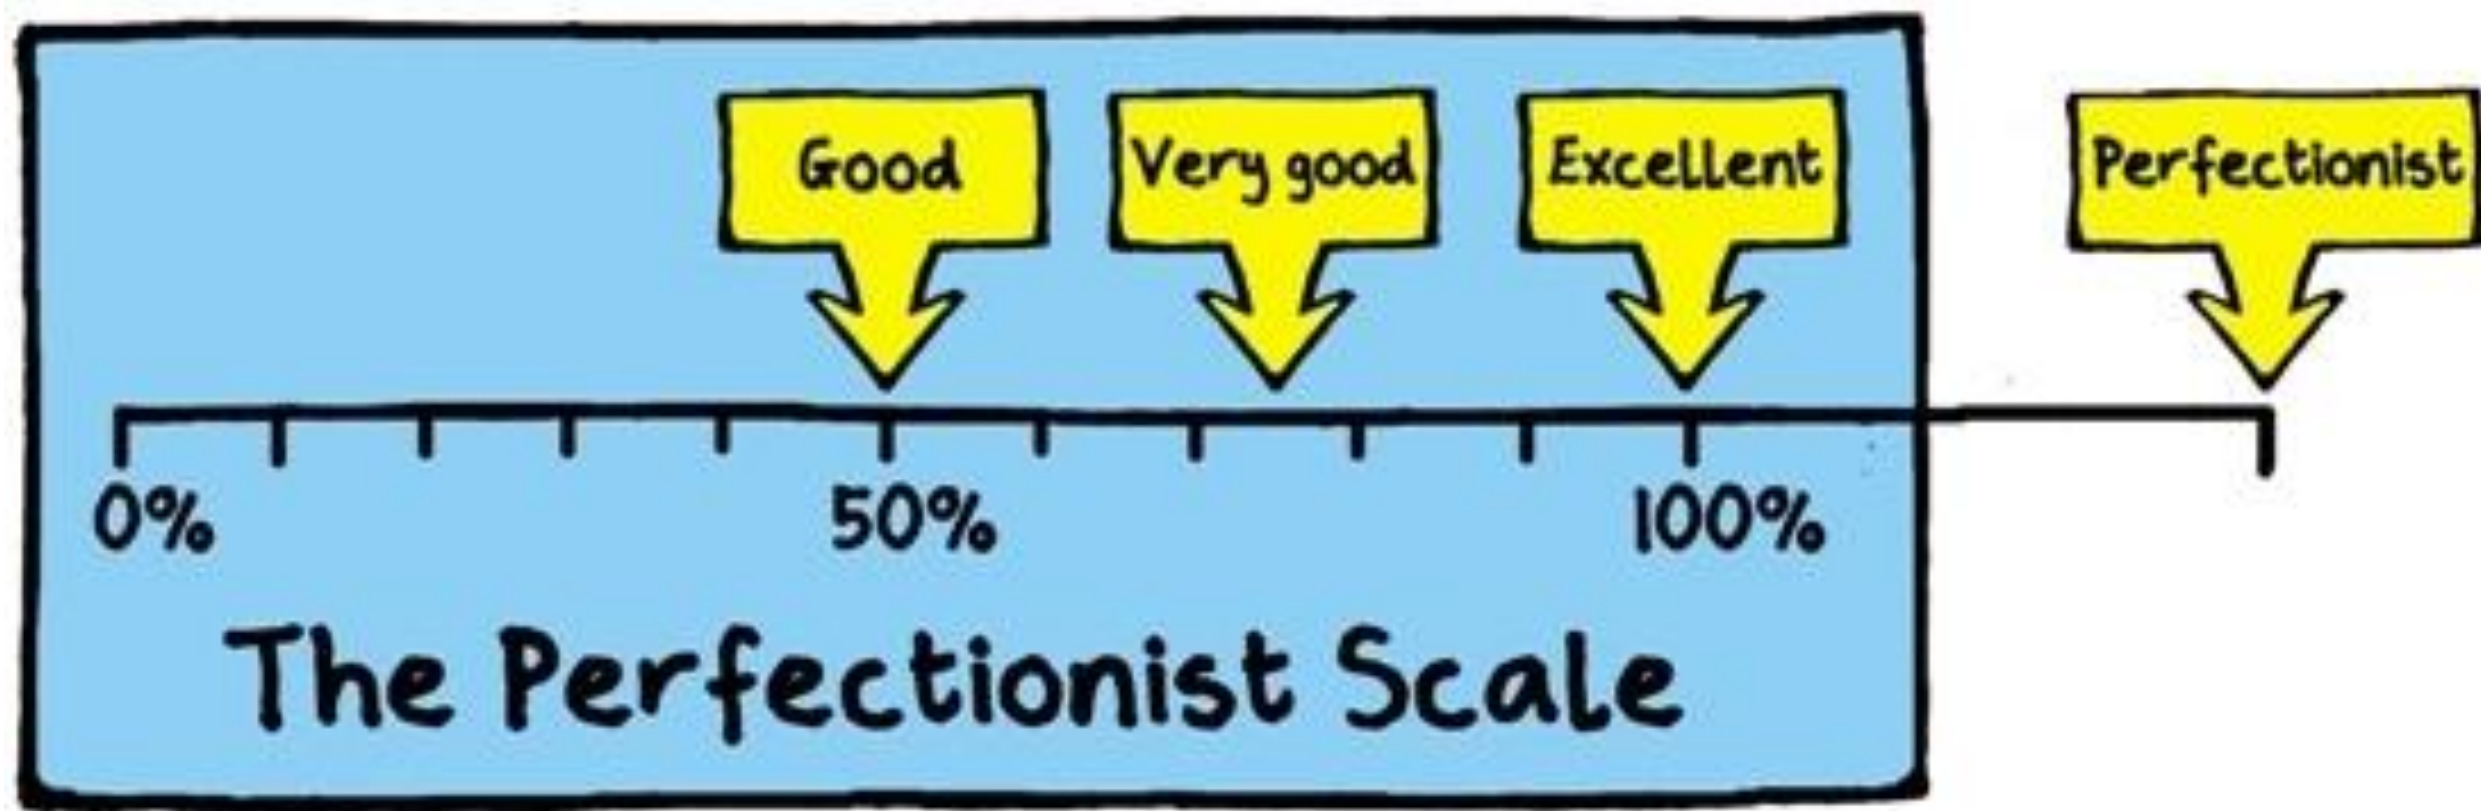 Good
Very good
Excellent
Perfectionist
0%
50%
100%
The Perfectionist Scale